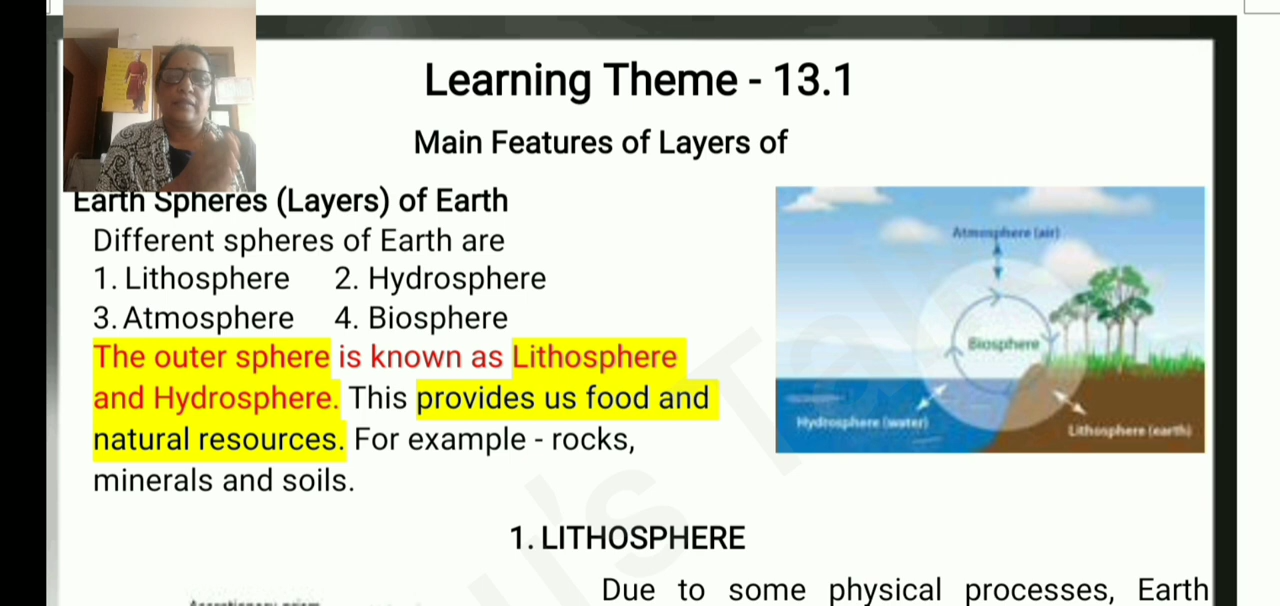 Learning Theme - 13.1
Main Features of Layers of
Earth Spheres (Layers) of Earth
Different spheres of Earth are
1. Lithosphere 2. Hydrosphere
3. Atmosphere 4. Biosphere
The outer sphere is known as Lithosphere
and Hydrosphere. This provides us food and
natural resources. For example - rocks,
minerals and soils.
Atmosphere (air)
Biosphere
Hydrosphere (water)
Lithosphere (earth)
1. LITHOSPHERE
Due to some physical processes, Earth